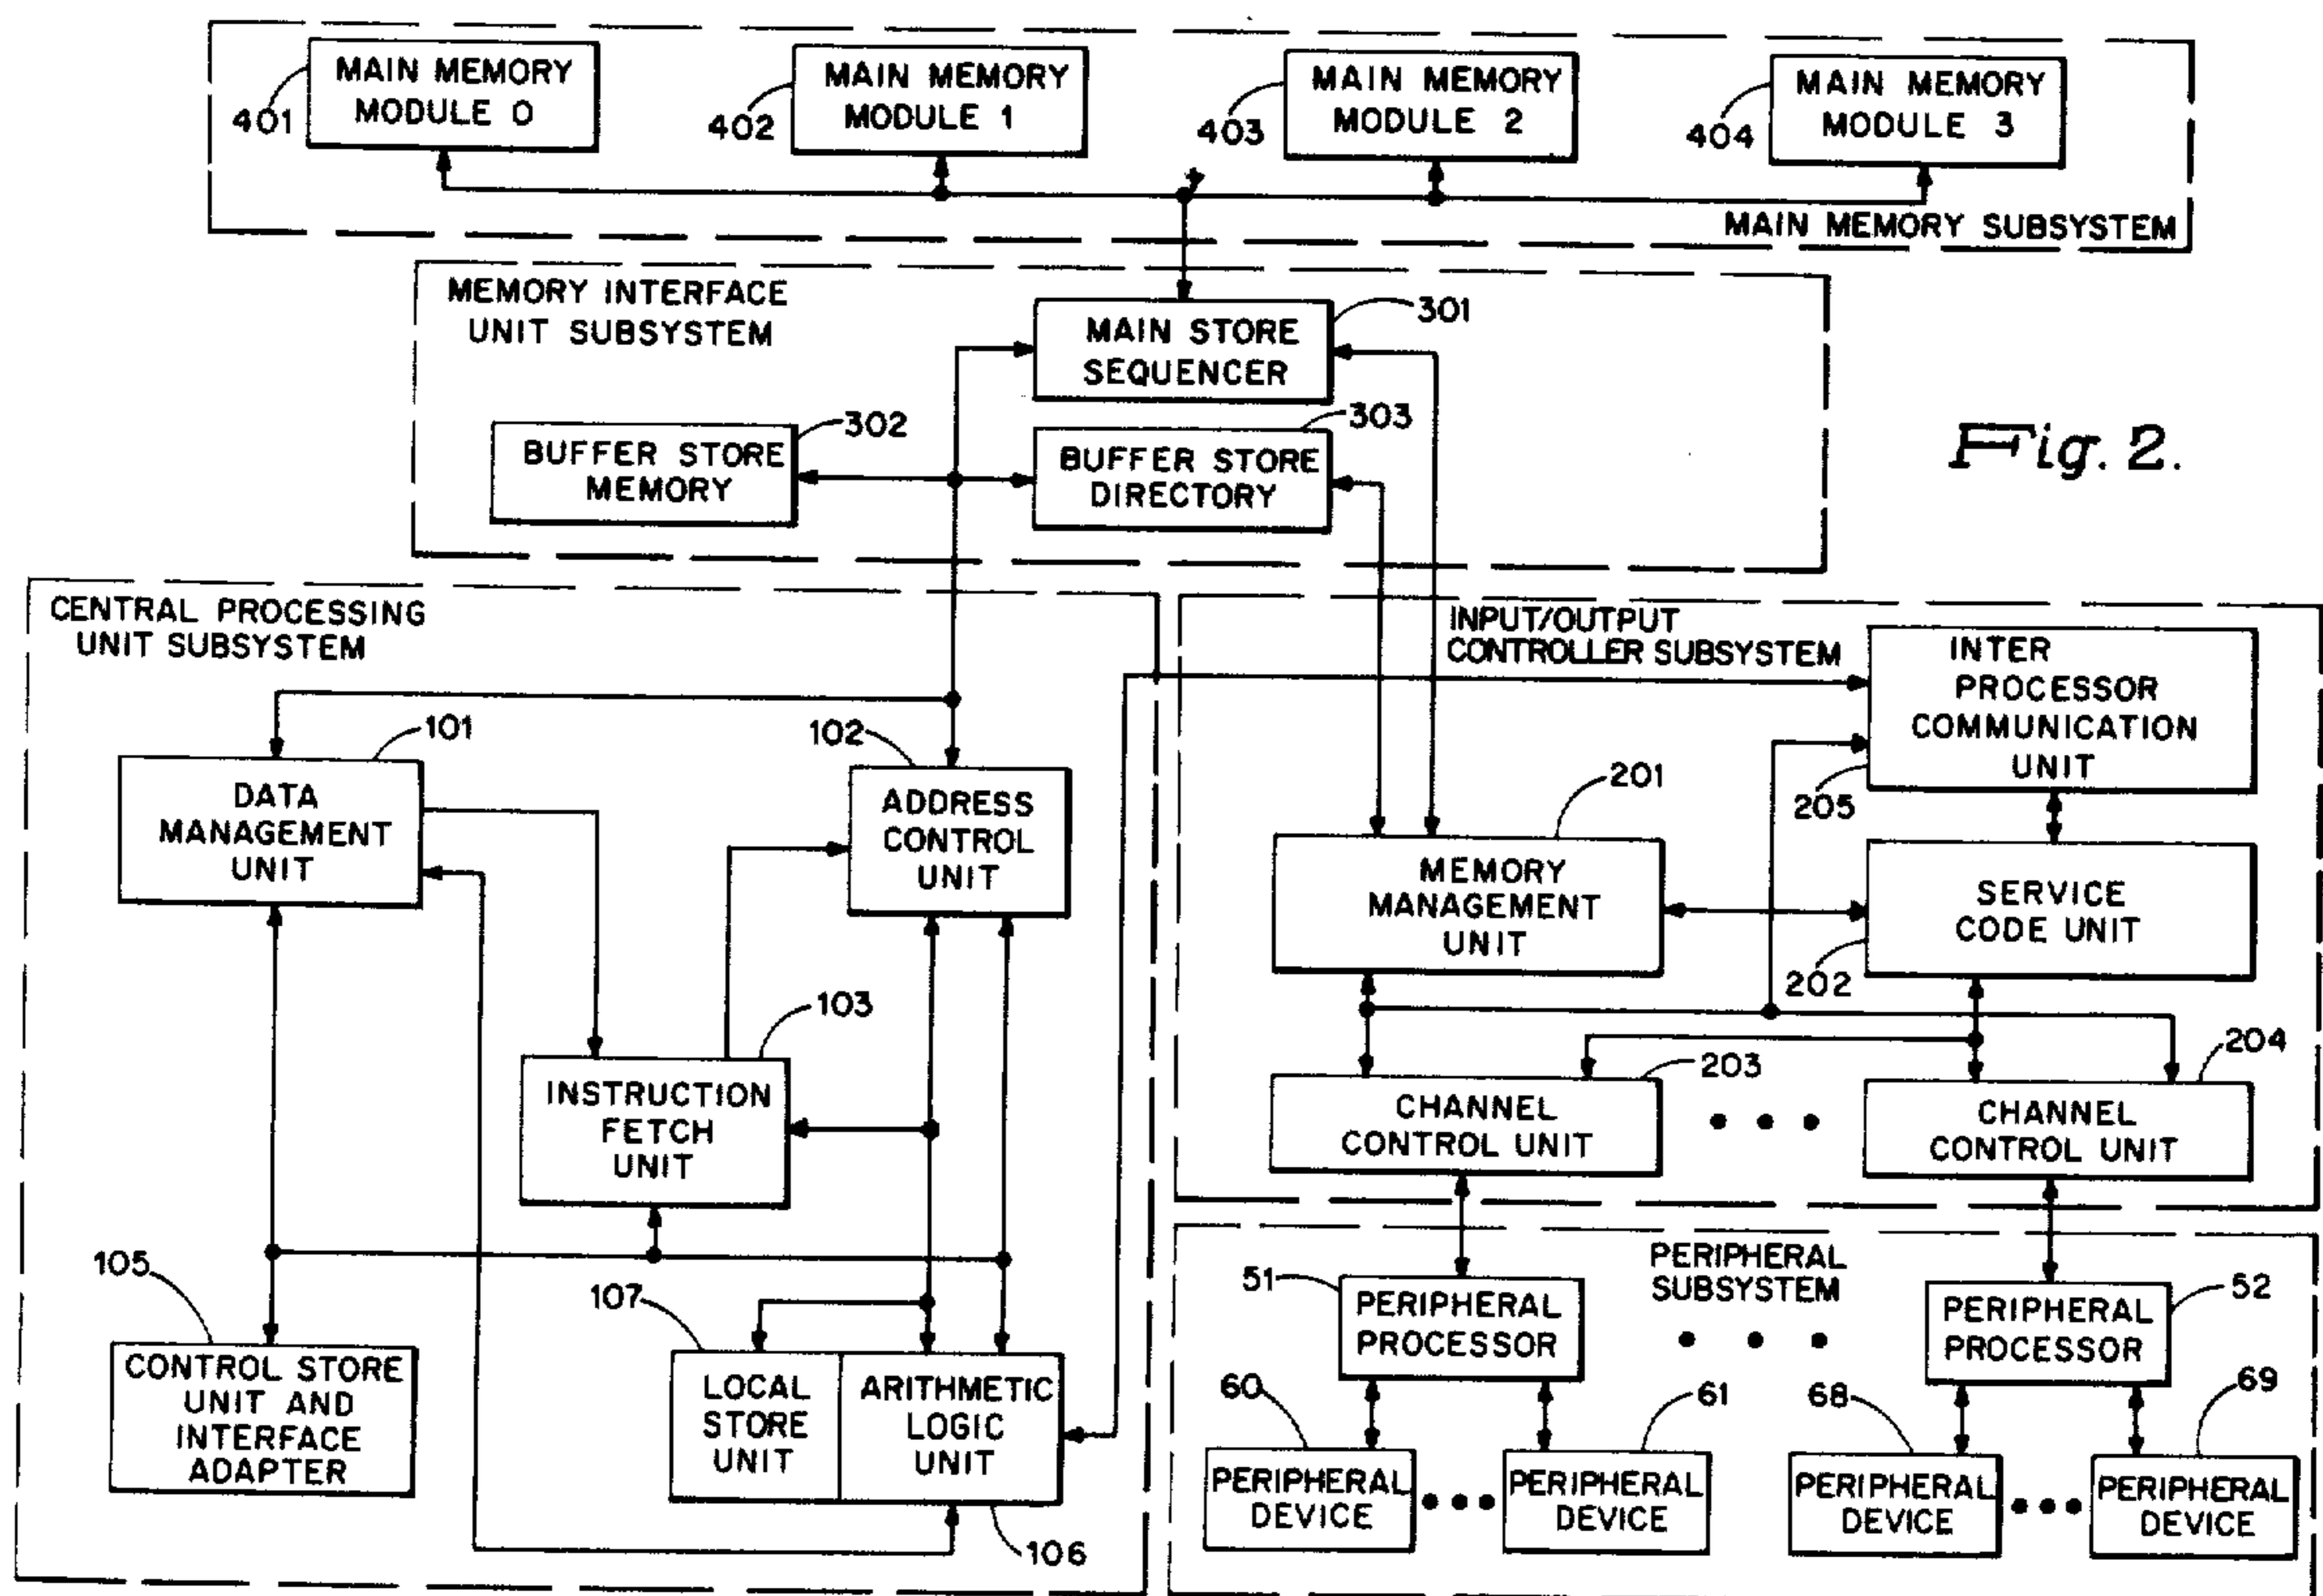 MAIN MEMORY
MODULE 0
401
MAIN MEMORY
MODULE 1
402
MAIN MEMORY
MODULE 2
403
MAIN MEMORY
MODULE 3
404
MAIN MEMORY SUBSYSTEM
MEMORY INTERFACE
UNIT SUBSYSTEM
MAIN STORE
SEQUENCER
301
BUFFER STORE
MEMORY
302
BUFFER STORE
DIRECTORY
303
Fig. 2.
CENTRAL PROCESSING
UNIT SUBSYSTEM
DATA
MANAGEMENT
UNIT
101
ADDRESS
CONTROL
UNIT
102
INSTRUCTION
FETCH
UNIT
103
CONTROL STORE
UNIT AND
INTERFACE
ADAPTER
105
LOCAL
STORE
UNIT
107
ARITHMETIC
LOGIC
UNIT
106
INPUT/OUTPUT
CONTROLLER SUBSYSTEM
INTER
PROCESSOR
COMMUNICATION
UNIT
205
MEMORY
MANAGEMENT
UNIT
201
SERVICE
CODE UNIT
202
CHANNEL
CONTROL UNIT
203
CHANNEL
CONTROL UNIT
204
PERIPHERAL
SUBSYSTEM
PERIPHERAL
PROCESSOR
51
PERIPHERAL
PROCESSOR
52
PERIPHERAL
DEVICE
60
PERIPHERAL
DEVICE
61
PERIPHERAL
DEVICE
68
PERIPHERAL
DEVICE
69